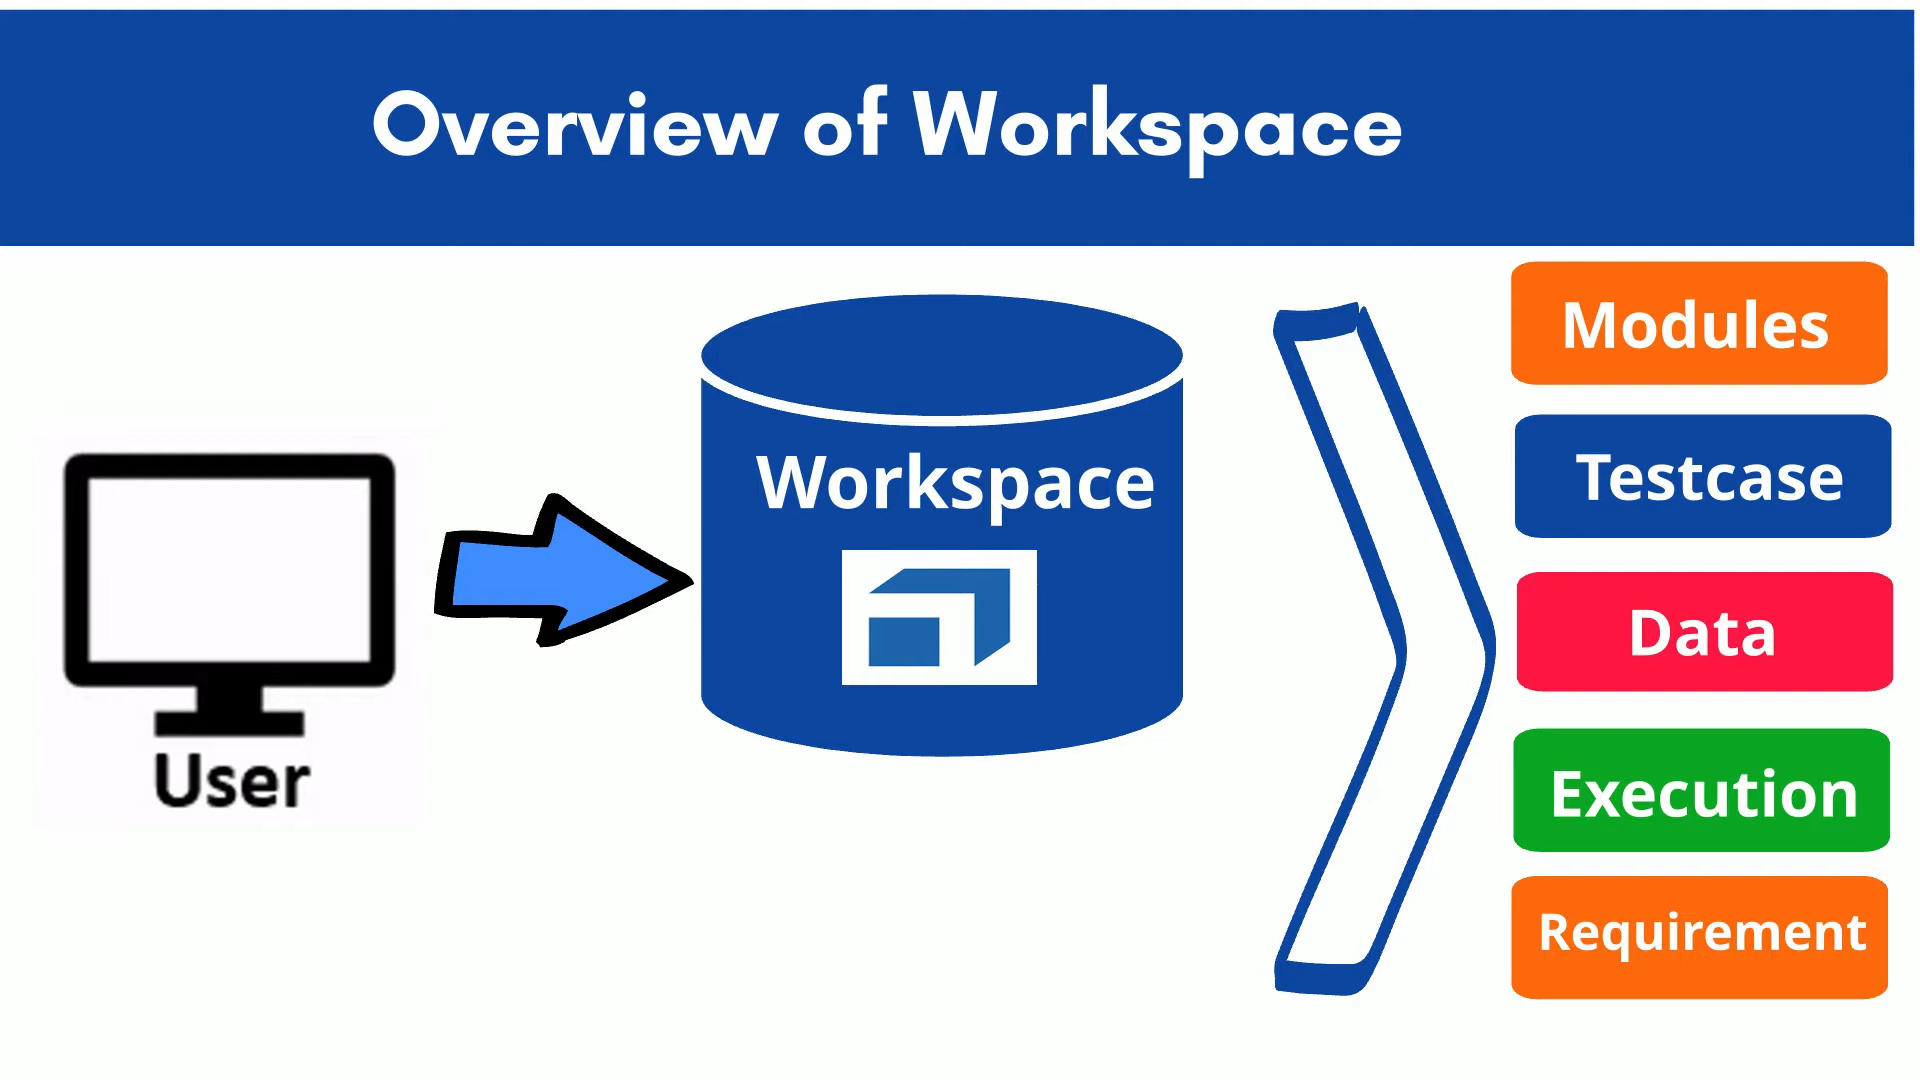 Overview of Workspace
User
Workspace
Modules
Testcase
Data
Execution
Requirement